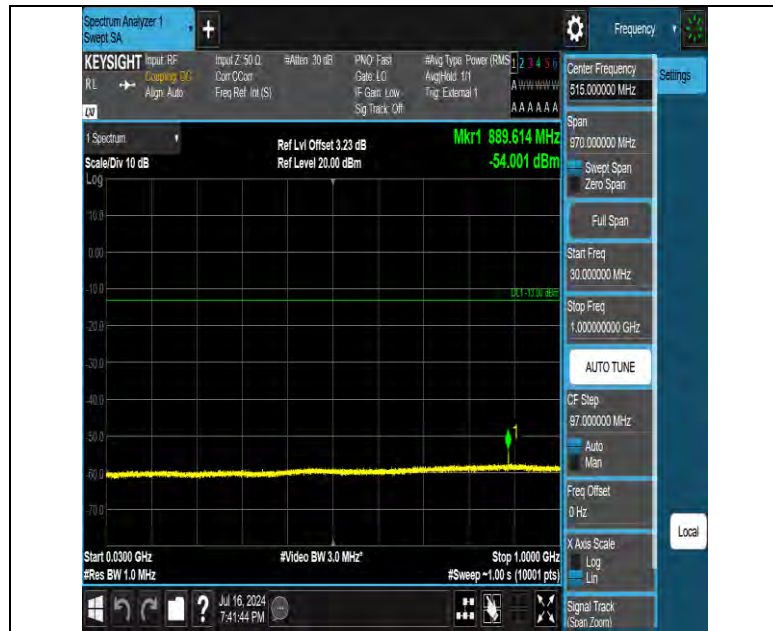 Spectrum Analyzer 1
Swept SA
+
Frequency
KEYSIGHT
RL
LXI
Input: RF
Coupling: DC
Align: Auto
Input Z: 50 Ω
Corr CCorr
Freq Ref: Int (S)
#Atten: 30 dB
PNO: Fast
Gate: LO
IF Gain: Low
Sig Track: Off
#Avg Type: Power (RMS
Avg|Hold: 1/1
Trig: External 1
1 2 3 4 5 6
A W W W W W
A A A A A A
Settings
1 Spectrum
Scale/Div 10 dB
Log
Ref Lvl Offset 3.23 dB
Ref Level 20.00 dBm
Mkr1 889.614 MHz
-54.001 dBm
10.0
0.00
-10.0
-20.0
-30.0
-40.0
-50.0
-60.0
-70.0
DL1 -13.00 dBm
1
Start 0.0300 GHz
#Res BW 1.0 MHz
#Video BW 3.0 MHz*
Stop 1.0000 GHz
#Sweep ~1.00 s (10001 pts)
Center Frequency
515.000000 MHz
Span
970.000000 MHz
Swept Span
Zero Span
Full Span
Start Freq
30.000000 MHz
Stop Freq
1.000000000 GHz
AUTO TUNE
CF Step
97.000000 MHz
Auto
Man
Freq Offset
0 Hz
X Axis Scale
Log
Lin
Signal Track
(Span Zoom)
Local
?
Jul 16, 2024
7:41:44 PM